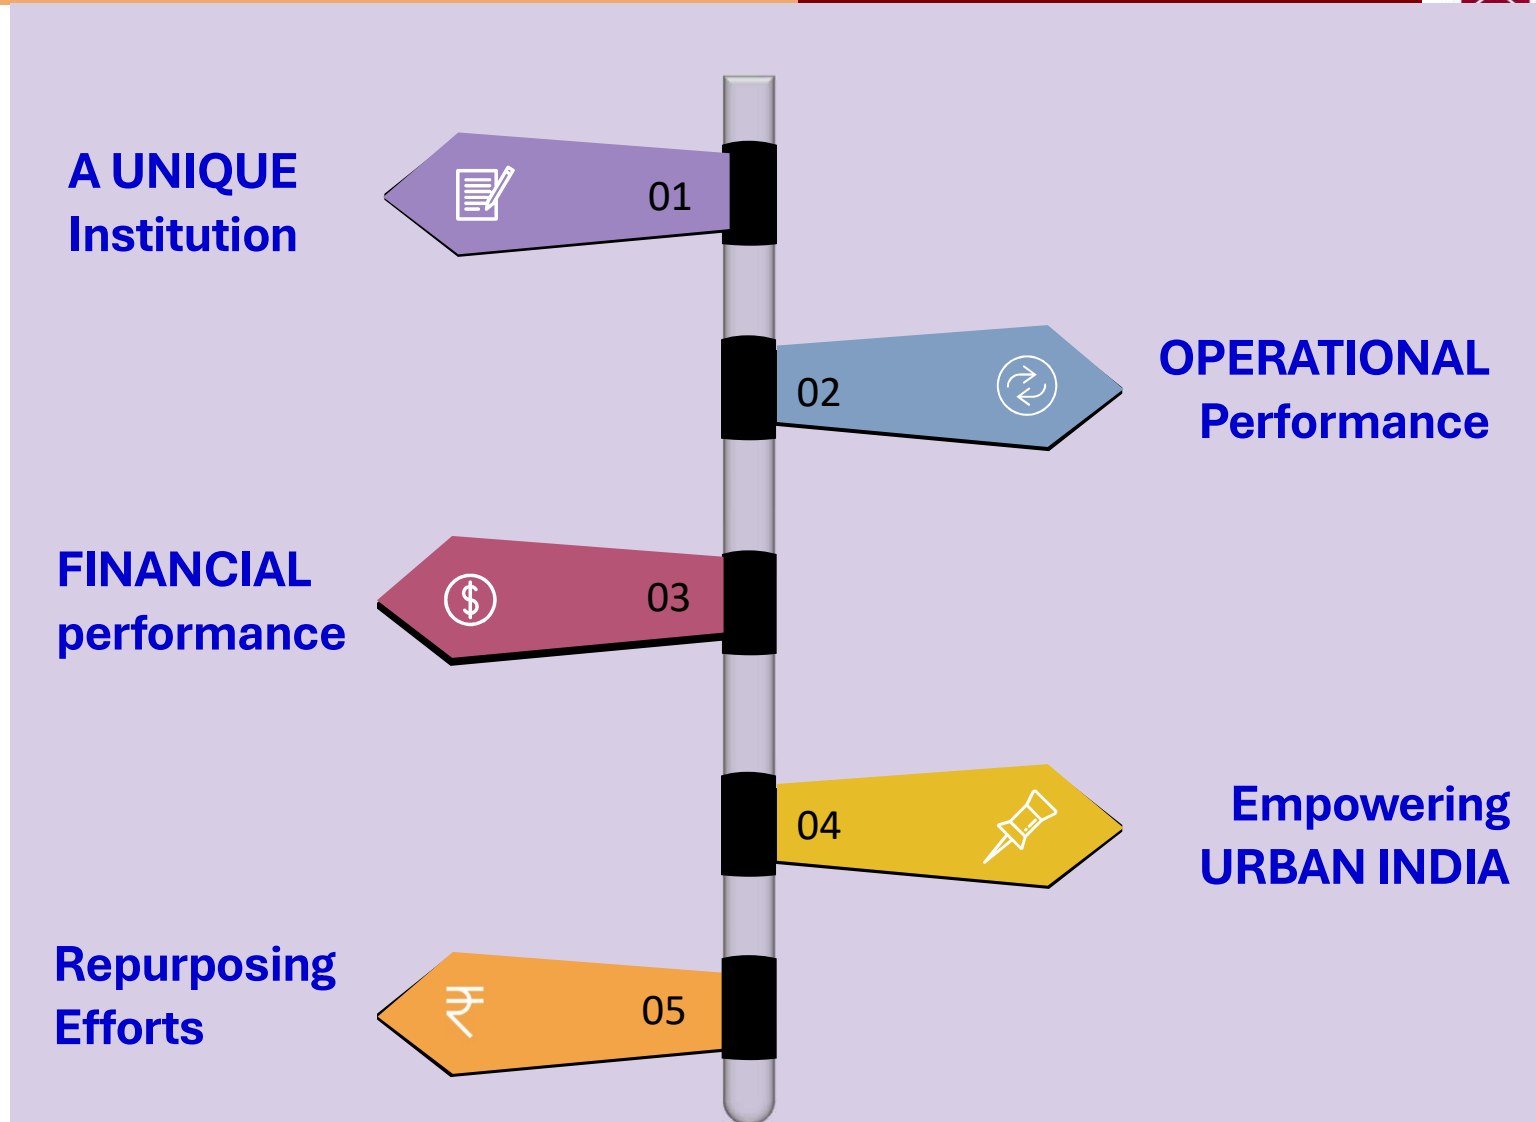 A UNIQUE
Institution
01
02
OPERATIONAL
Performance
FINANCIAL
performance
03
04
Empowering
URBAN INDIA
Repurposing
Efforts
05